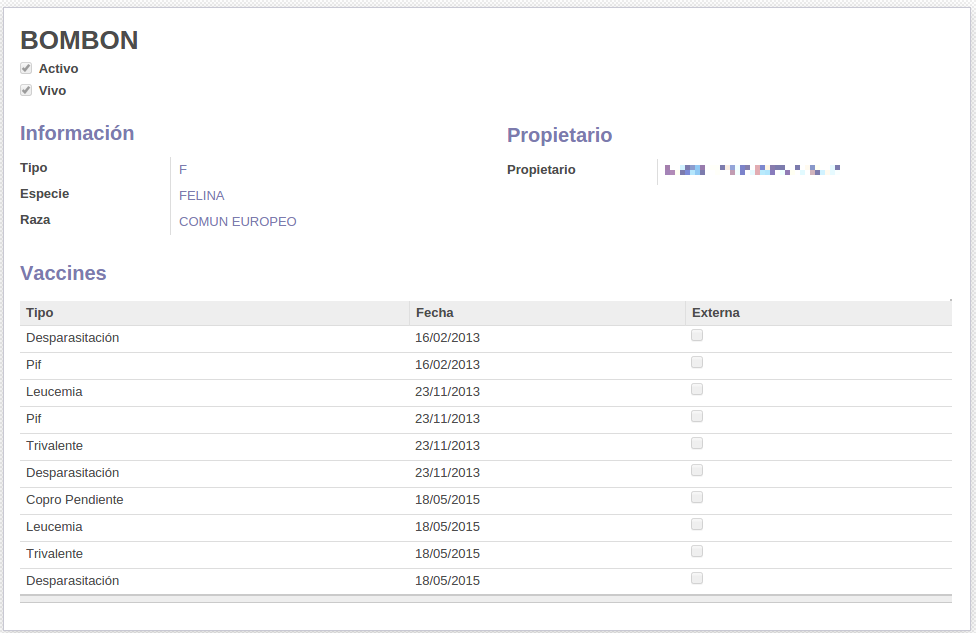 BOMBON
Activo
Vivo
Información
Tipo F
Especie FELINA
Raza COMUN EUROPEO
Propietario
Propietario
Vaccines
Tipo Fecha Externa
Desparasitación 16/02/2013
Pif 16/02/2013
Leucemia 23/11/2013
Pif 23/11/2013
Trivalente 23/11/2013
Desparasitación 23/11/2013
Copro Pendiente 18/05/2015
Leucemia 18/05/2015
Trivalente 18/05/2015
Desparasitación 18/05/2015